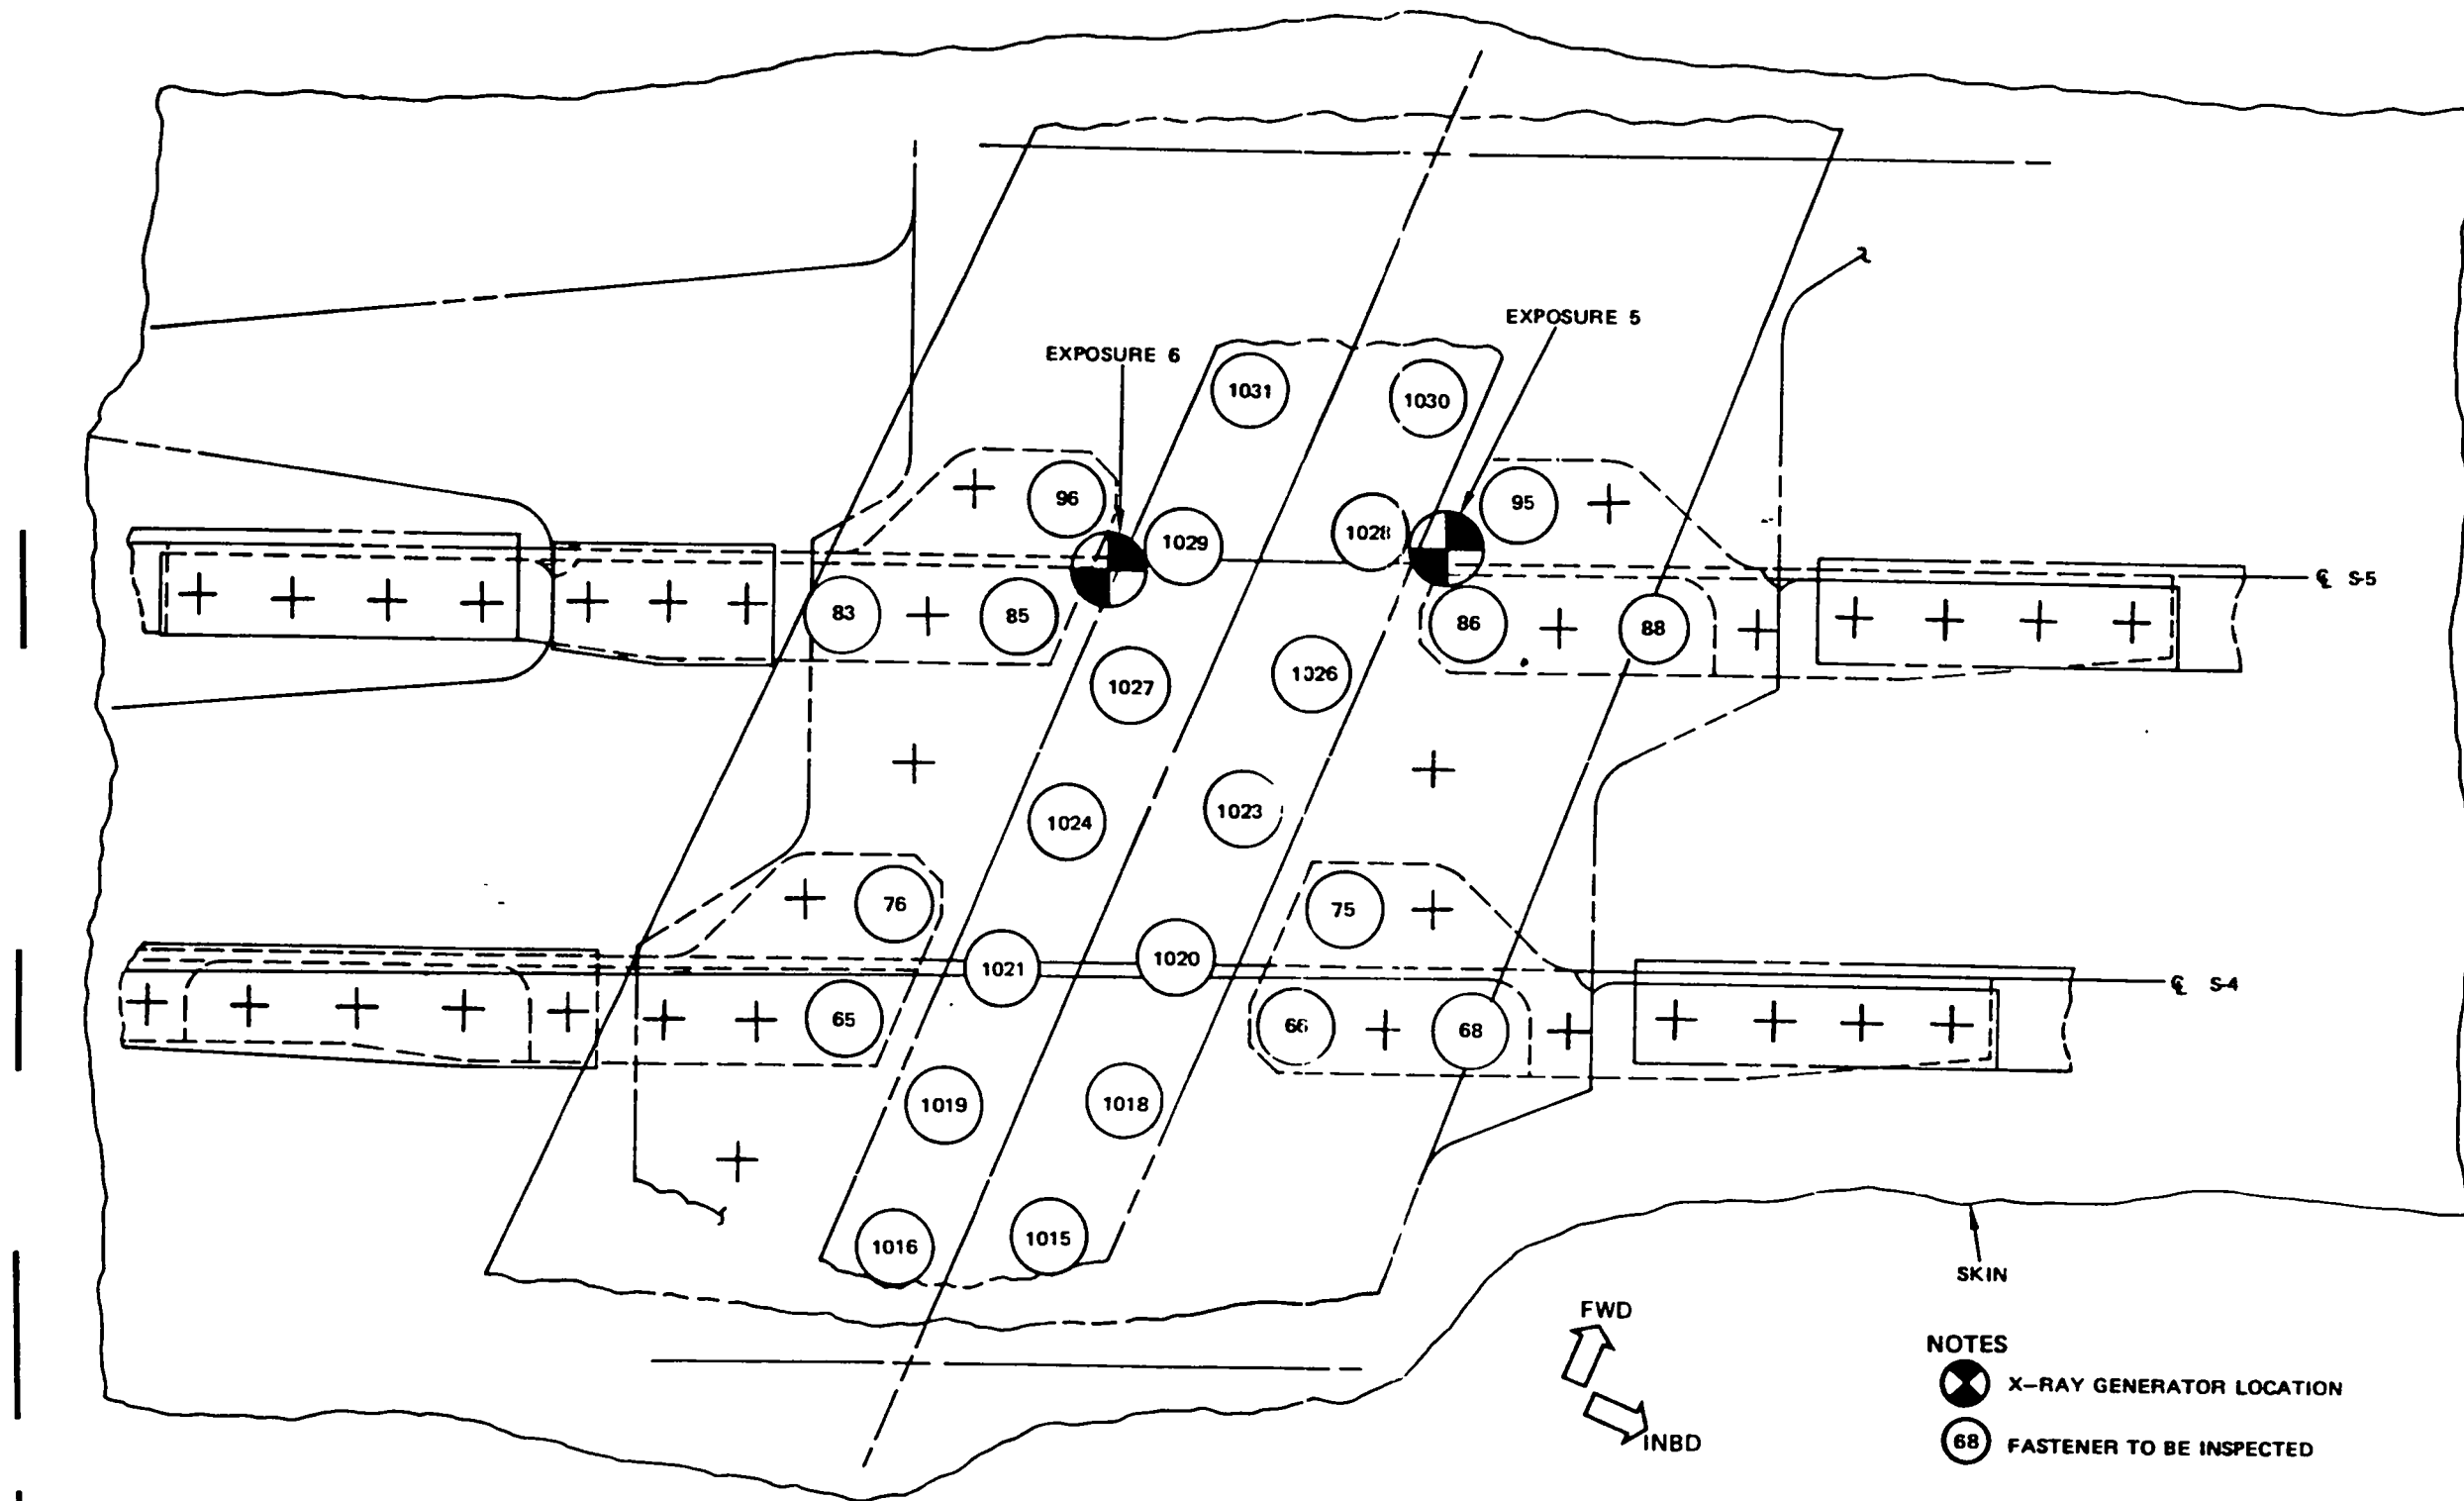 EXPOSURE 5
EXPOSURE 6
1031
1030
96
95
1029
1028
℄ S-5
83
85
86
88
1027
1026
1024
1023
76
75
1021
1020
℄ S-4
65
66
68
1019
1018
1016
1015
SKIN
FWD
INBD
NOTES
X-RAY GENERATOR LOCATION
68 FASTENER TO BE INSPECTED